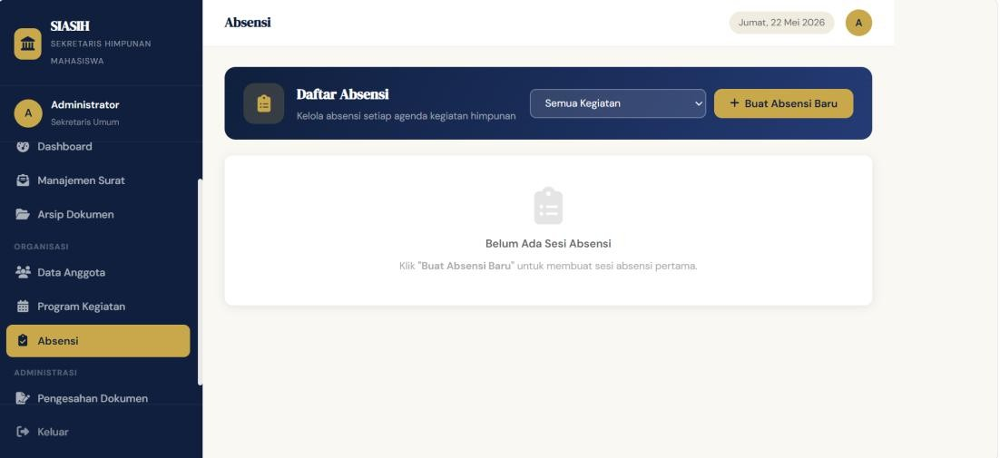 SIASIH
SEKRETARIS HIMPUNAN
MAHASISWA
A
Administrator
Sekretaris Umum
Dashboard
Manajemen Surat
Arsip Dokumen
ORGANISASI
Data Anggota
Program Kegiatan
Absensi
ADMINISTRASI
Pengesahan Dokumen
Keluar
Absensi
Jumat, 22 Mei 2026
A
Daftar Absensi
Kelola absensi setiap agenda kegiatan himpunan
Semua Kegiatan
+ Buat Absensi Baru
Belum Ada Sesi Absensi
Klik "Buat Absensi Baru" untuk membuat sesi absensi pertama.